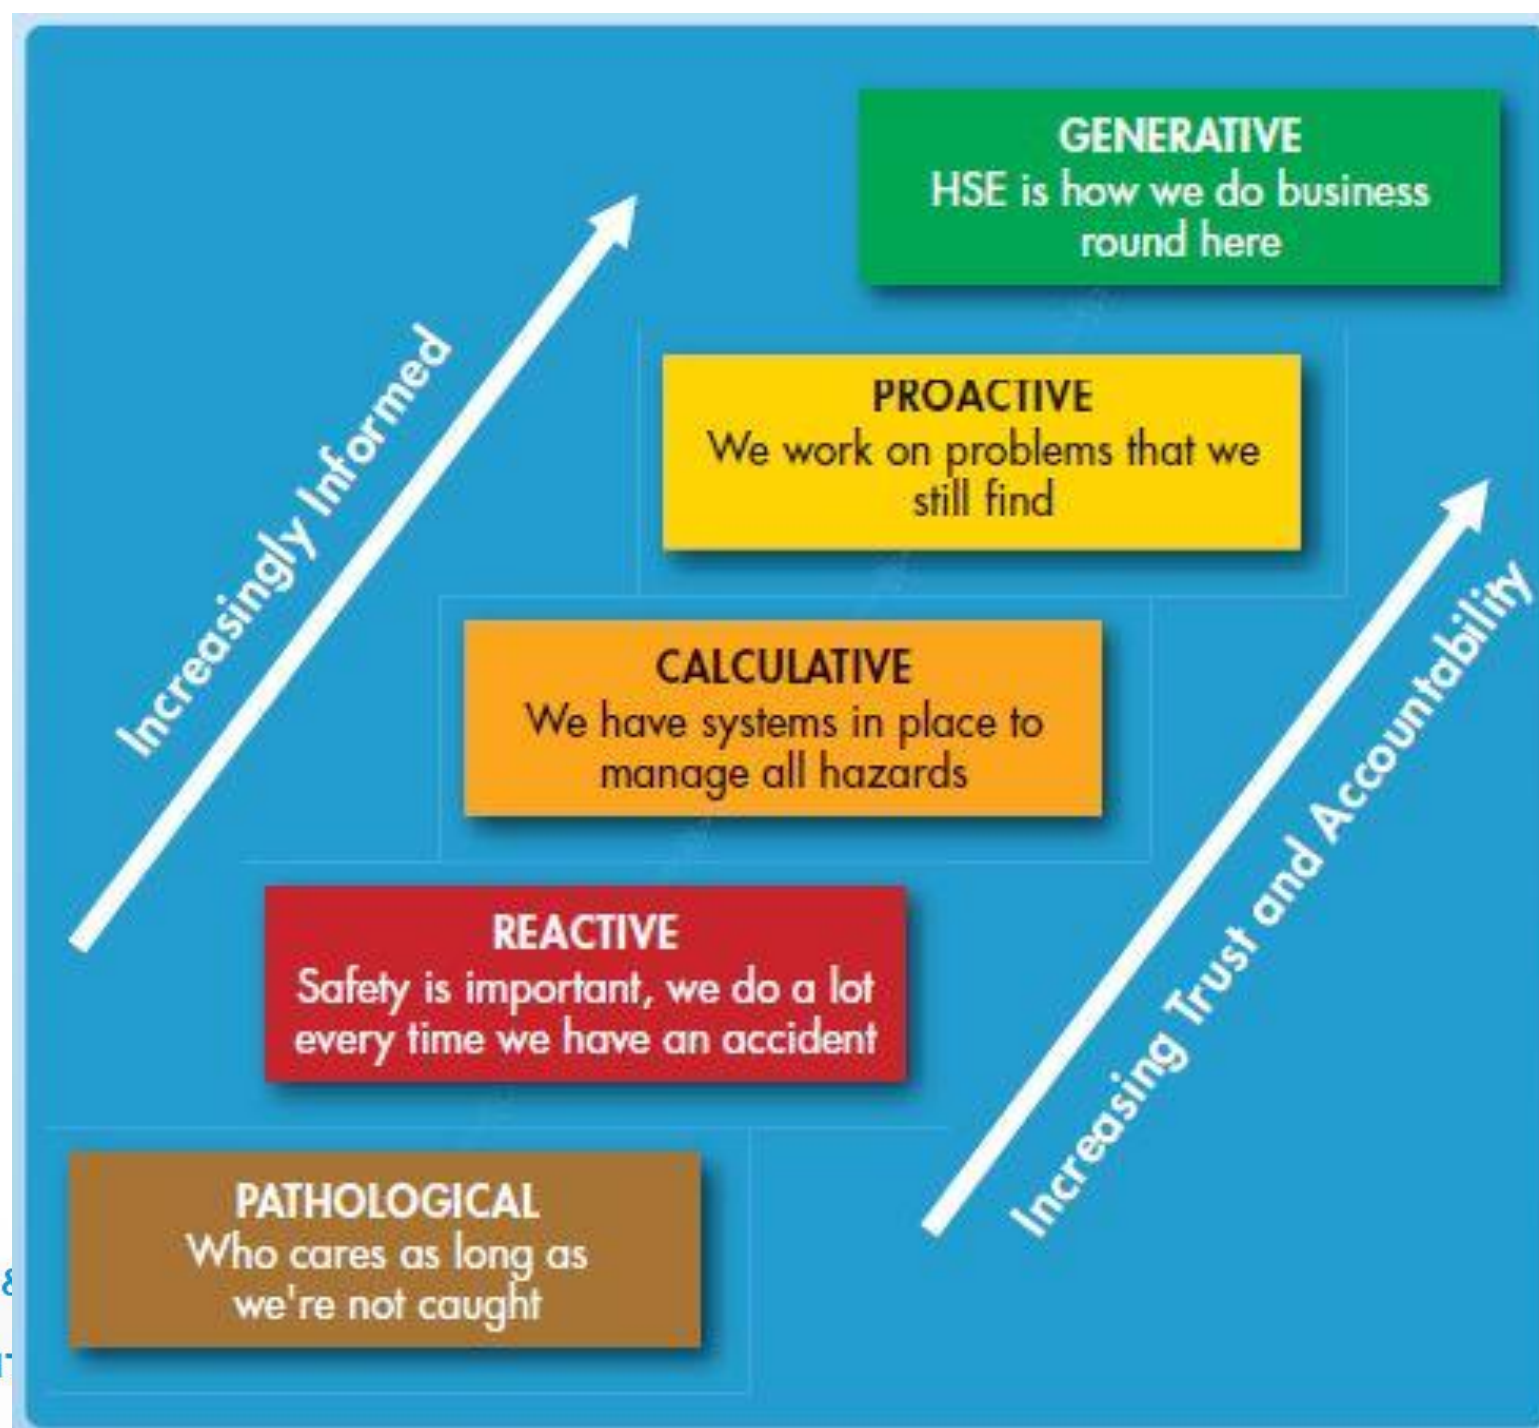 GENERATIVE
HSE is how we do business
round here
PROACTIVE
We work on problems that we
still find
CALCULATIVE
We have systems in place to
manage all hazards
REACTIVE
Safety is important, we do a lot
every time we have an accident
PATHOLOGICAL
Who cares as long as
we're not caught
Increasingly Informed
Increasing Trust and Accountability